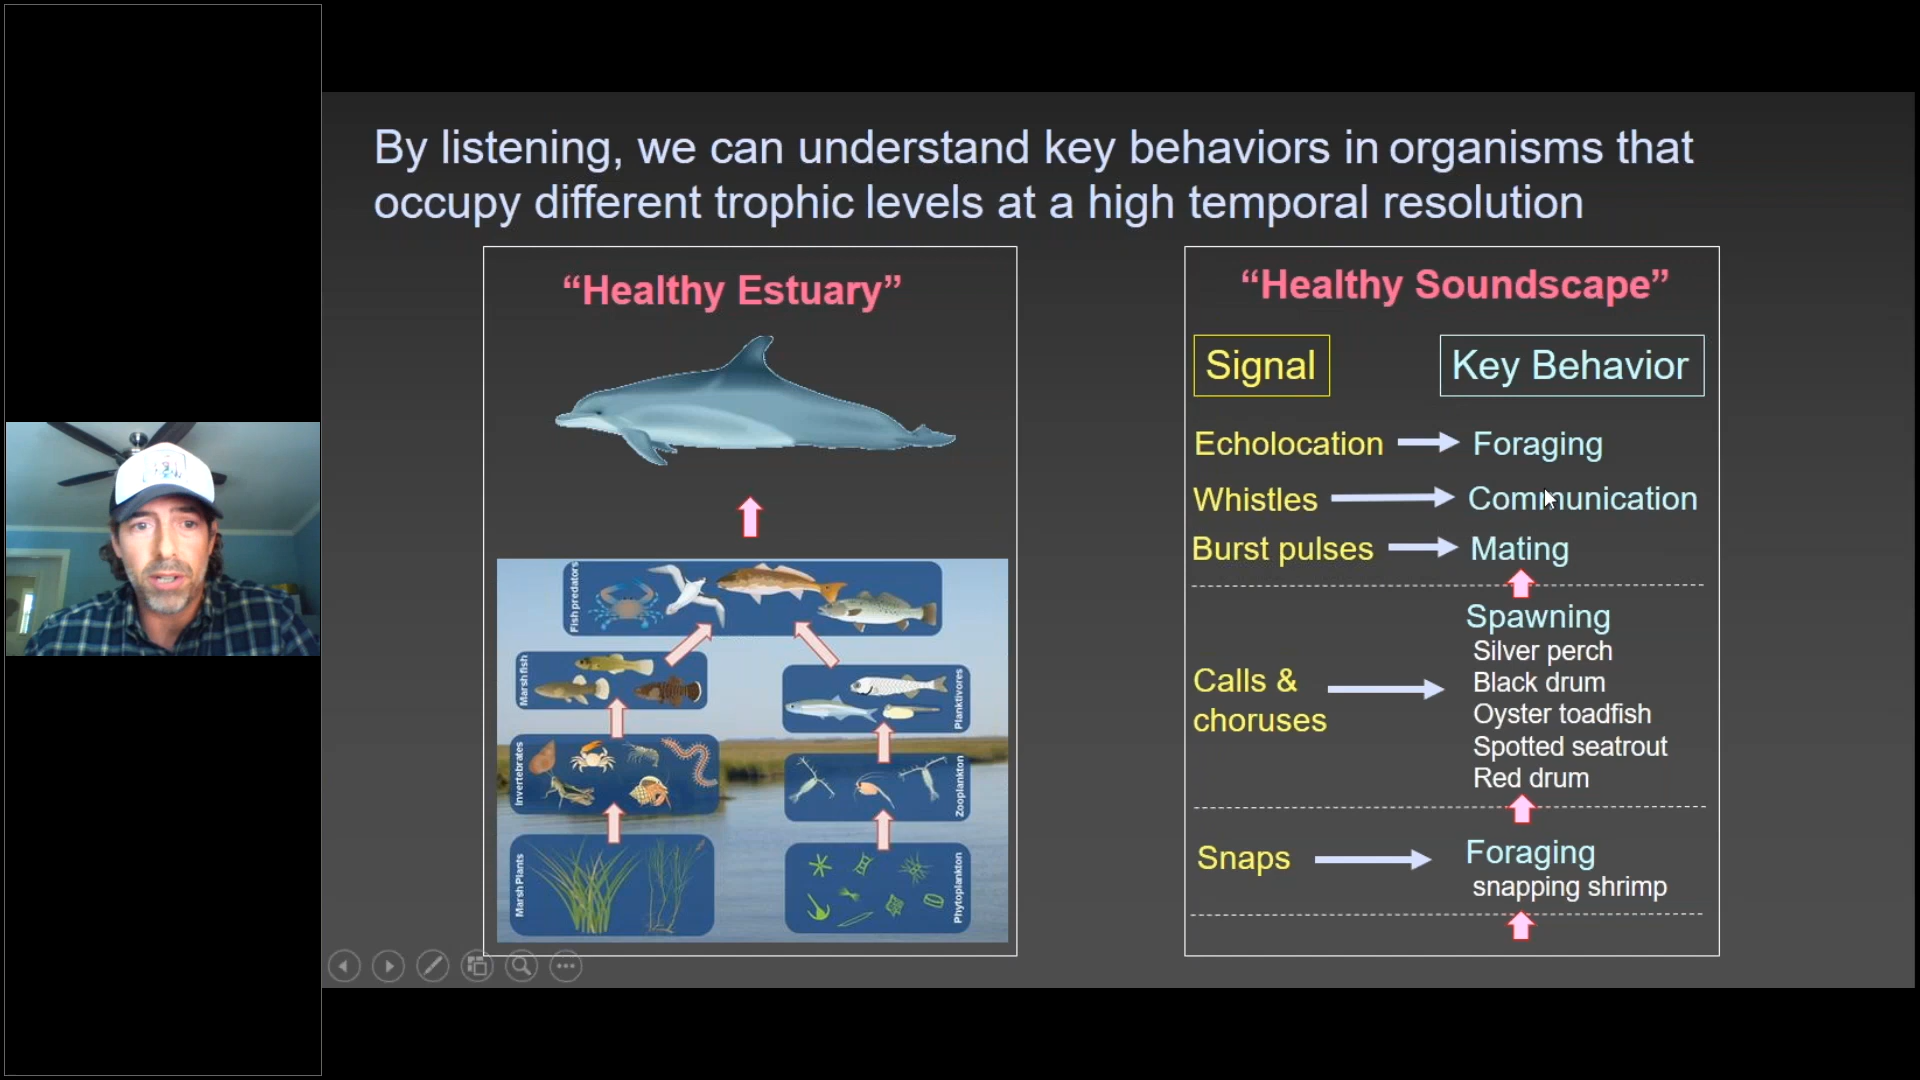 By listening, we can understand key behaviors in organisms that
occupy different trophic levels at a high temporal resolution
“Healthy Estuary”
Fish predators
Marsh fish
Planktivores
Invertebrates
Zooplankton
Marsh Plants
Phytoplankton
“Healthy Soundscape”
Signal
Key Behavior
Echolocation
Foraging
Whistles
Communication
Burst pulses
Mating
Calls &
choruses
Spawning
Silver perch
Black drum
Oyster toadfish
Spotted seatrout
Red drum
Snaps
Foraging
snapping shrimp